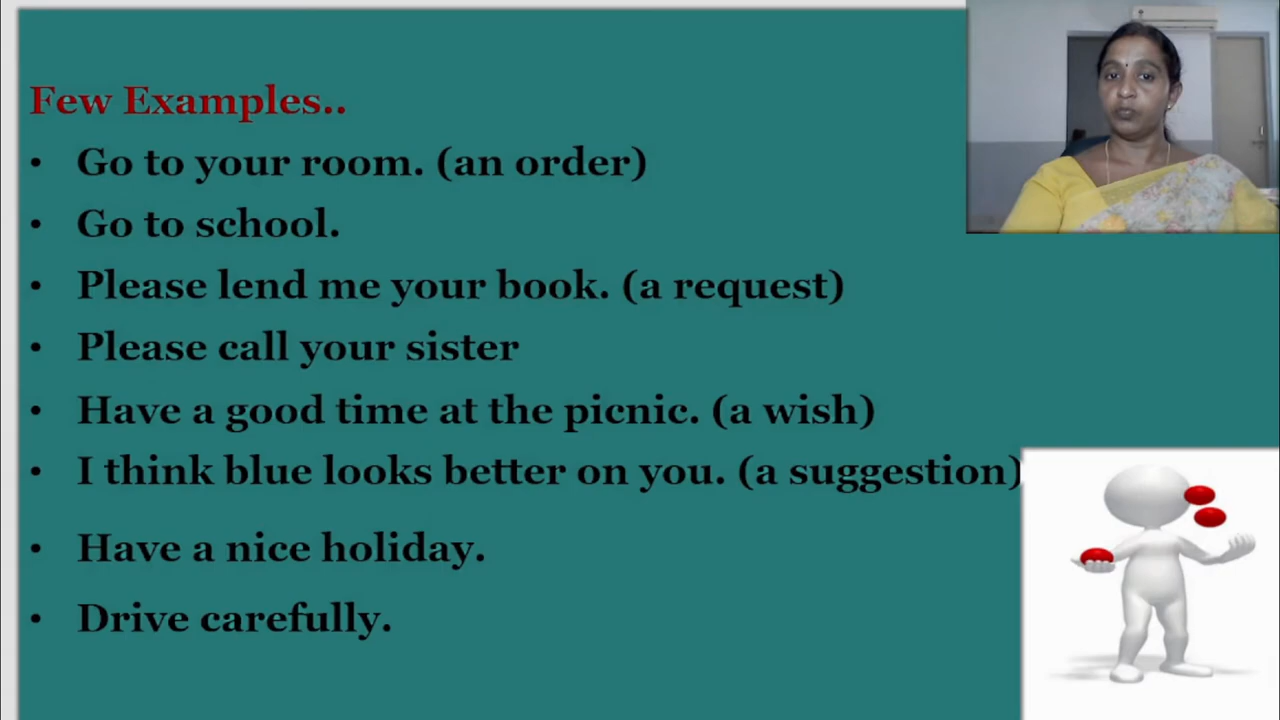 Few Examples..
• Go to your room. (an order)
• Go to school.
• Please lend me your book. (a request)
• Please call your sister
• Have a good time at the picnic. (a wish)
• I think blue looks better on you. (a suggestion)
• Have a nice holiday.
• Drive carefully.